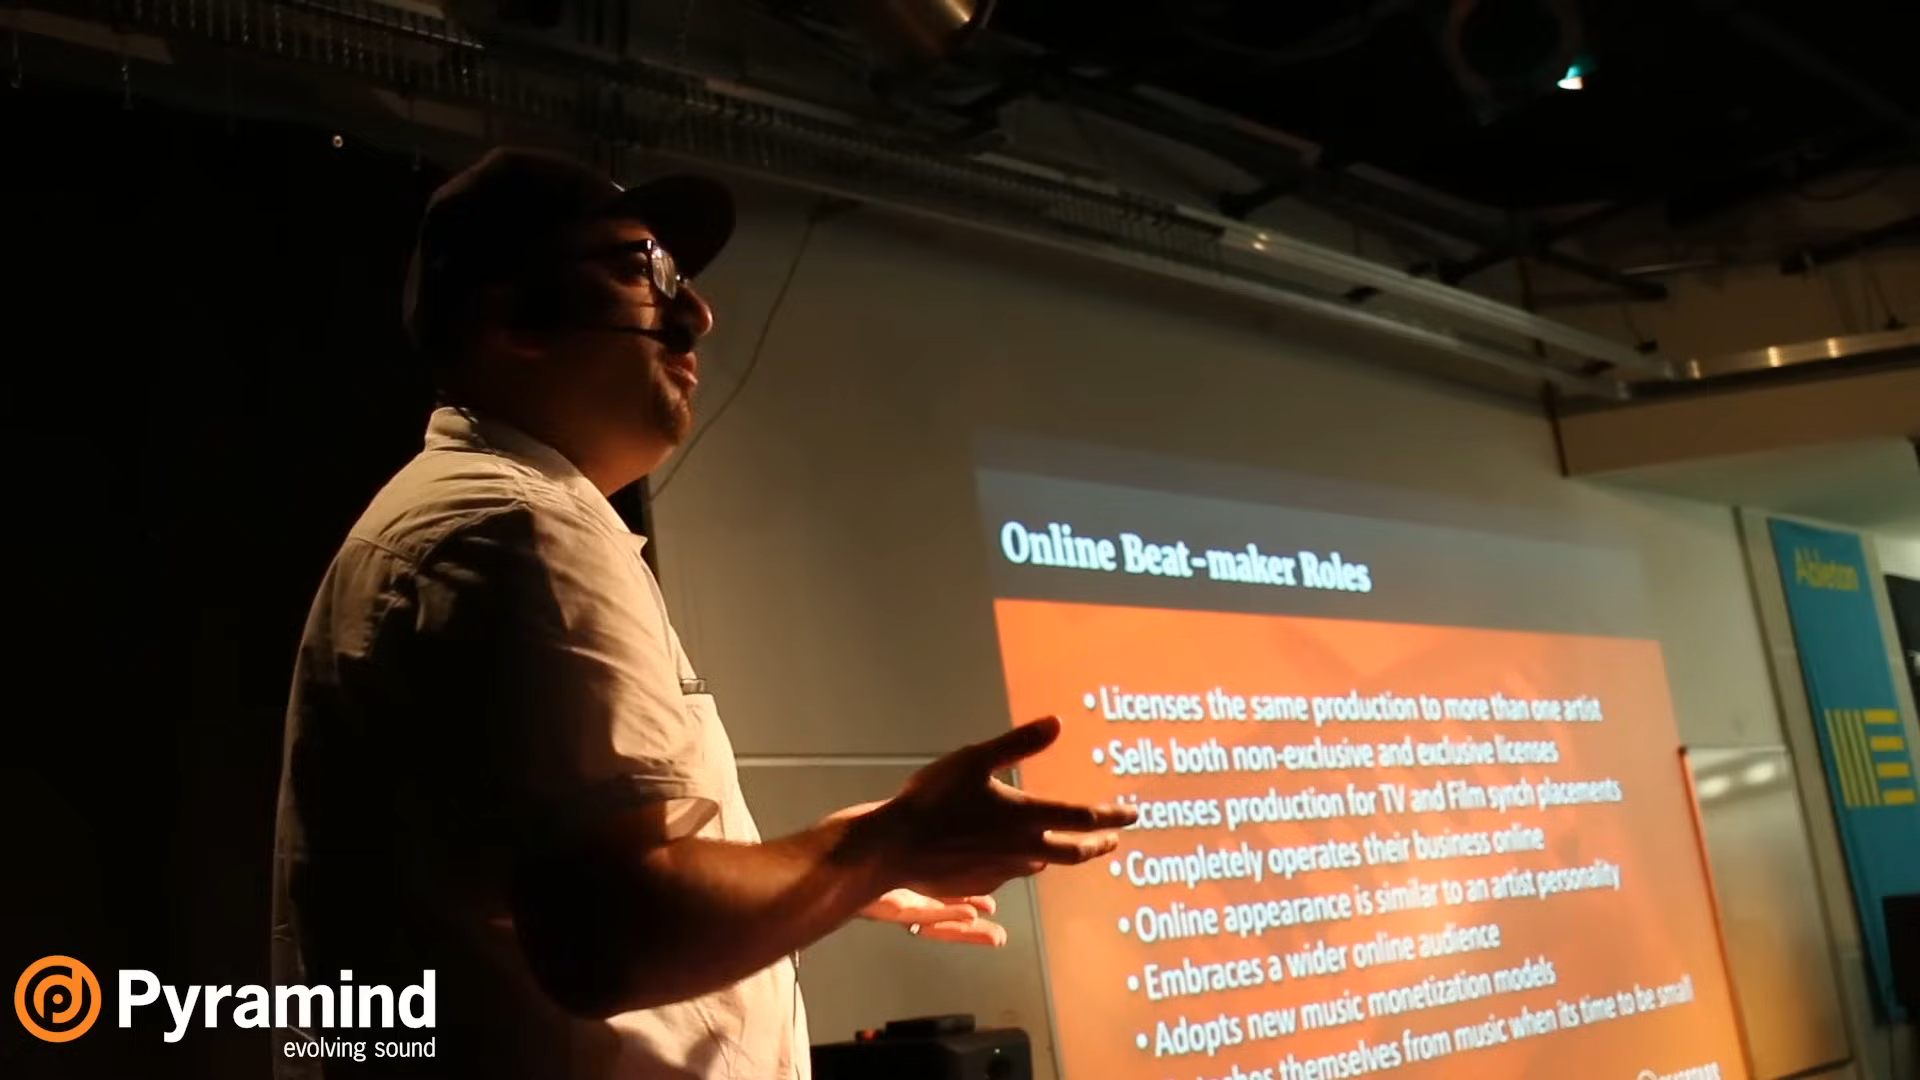 Online Beat-maker Roles
• Licenses the same production to more than one artist
• Sells both non-exclusive and exclusive licenses
Licenses production for TV and Film synch placements
• Completely operates their business online
• Online appearance is similar to an artist personality
• Embraces a wider online audience
• Adopts new music monetization models
themselves from music when its time to be small
Ableton
Pyramind
evolving sound